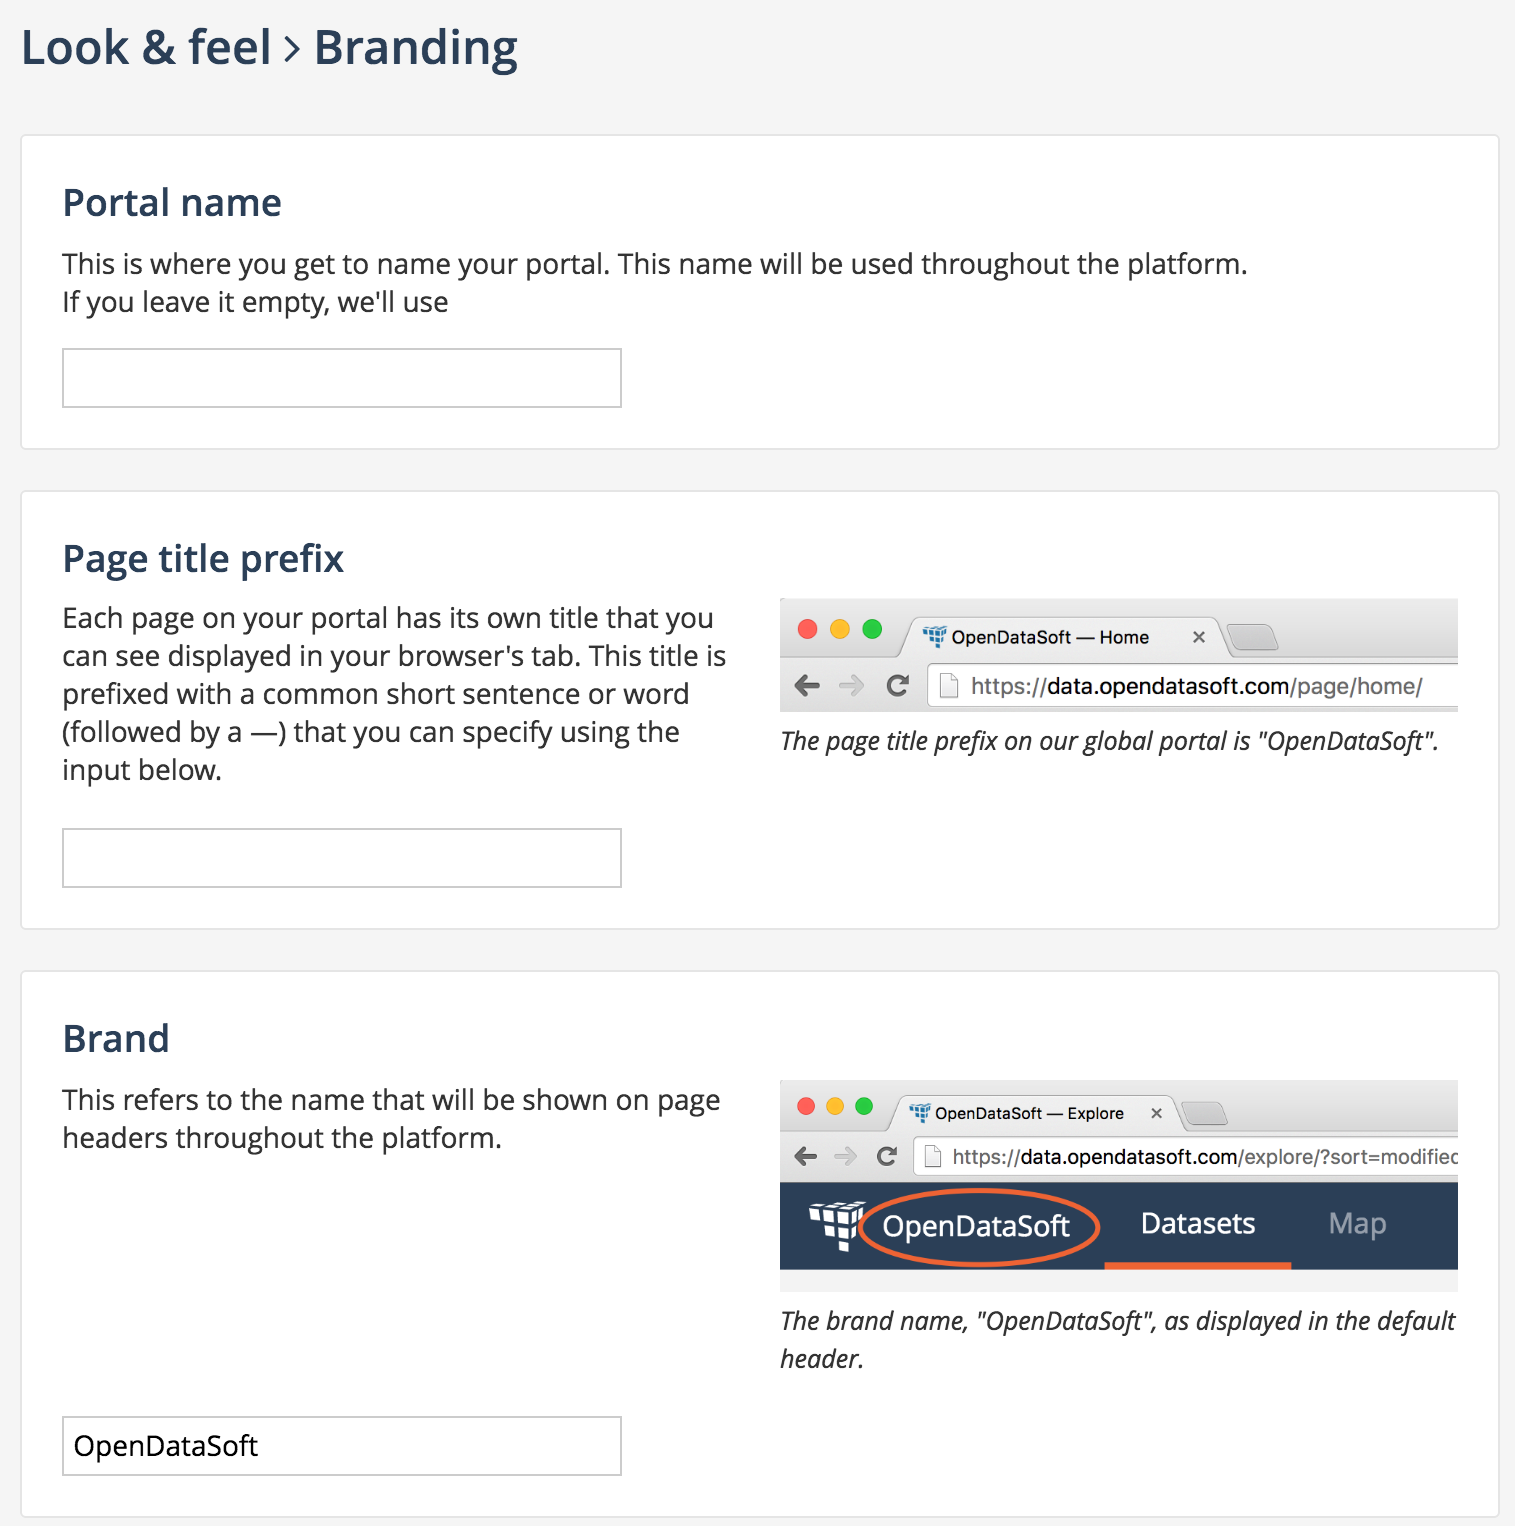 Look & feel > Branding
Portal name
This is where you get to name your portal. This name will be used throughout the platform.
If you leave it empty, we'll use
Page title prefix
Each page on your portal has its own title that you
can see displayed in your browser's tab. This title is
prefixed with a common short sentence or word
(followed by a —) that you can specify using the
input below.
OpenDataSoft — Home
https://data.opendatasoft.com/page/home/
The page title prefix on our global portal is "OpenDataSoft".
Brand
This refers to the name that will be shown on page
headers throughout the platform.
OpenDataSoft — Explore
https://data.opendatasoft.com/explore/?sort=modified
OpenDataSoft Datasets Map
The brand name, "OpenDataSoft", as displayed in the default
header.
OpenDataSoft